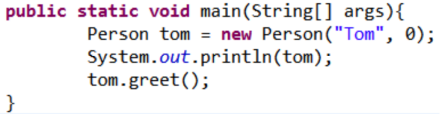 public static void main(String[] args){
        Person tom = new Person("Tom", 0);
        System.out.println(tom);
        tom.greet();
}